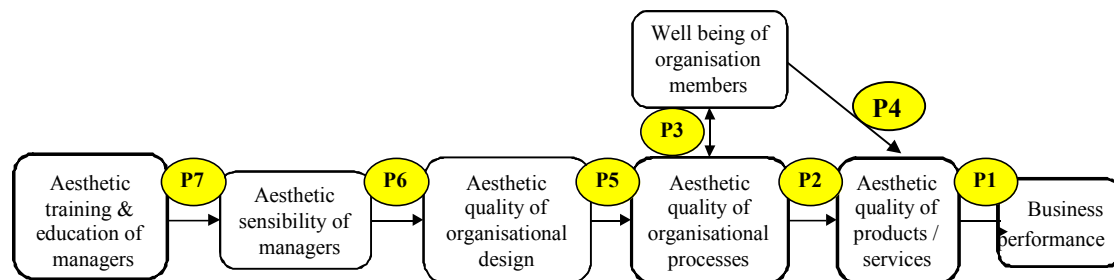 Well being of
organisation
members
P4
P3
P7
P6
P5
P2
P1
Aesthetic
training &
education of
managers
Aesthetic
sensibility of
managers
Aesthetic
quality of
organisational
design
Aesthetic
quality of
organisational
processes
Aesthetic
quality of
products /
services
Business
performance